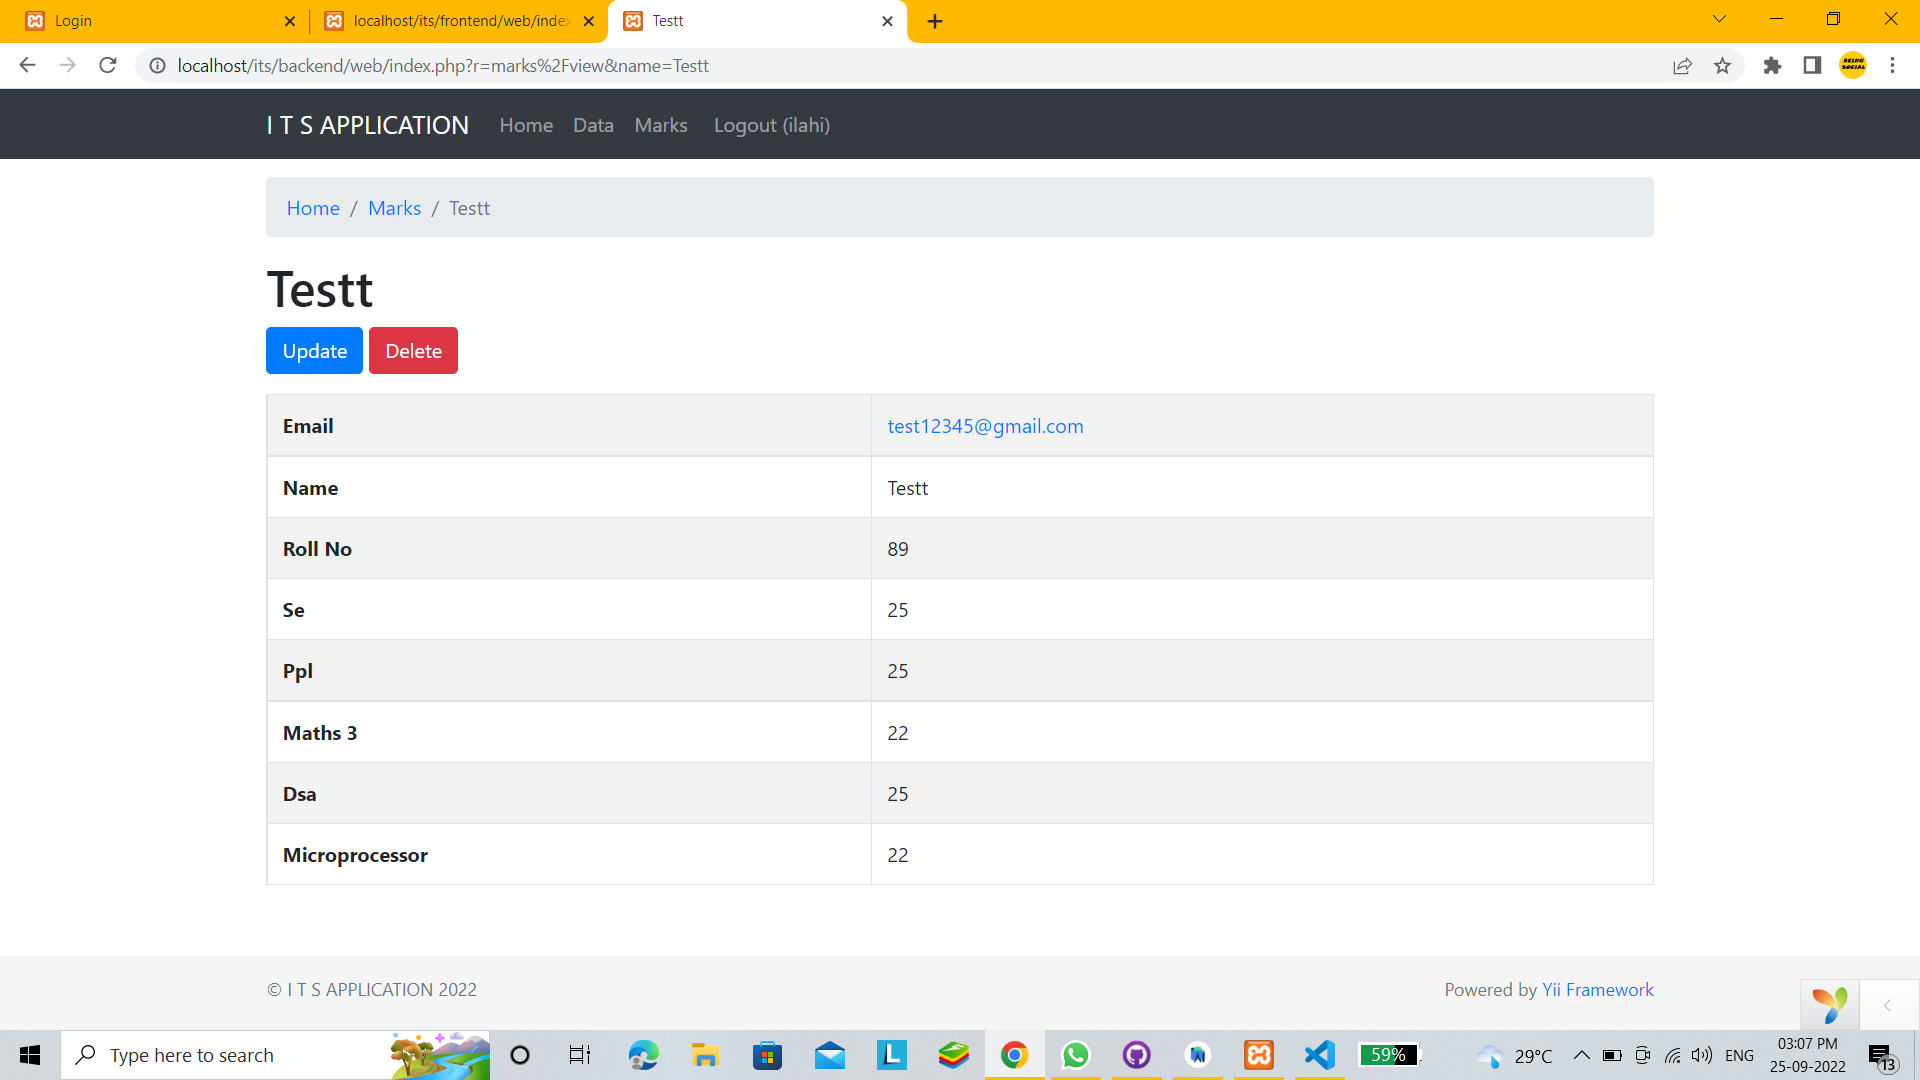 Login
localhost/its/frontend/web/index
Testt
localhost/its/backend/web/index.php?r=marks%2Fview&name=Testt
BEING SOCIAL
I T S APPLICATION Home Data Marks Logout (ilahi)
Home / Marks / Testt
Testt
Update Delete
Email test12345@gmail.com
Name Testt
Roll No 89
Se 25
Ppl 25
Maths 3 22
Dsa 25
Microprocessor 22
© I T S APPLICATION 2022 Powered by Yii Framework
Type here to search
L
59%
29°C
ENG
03:07 PM
25-09-2022
13